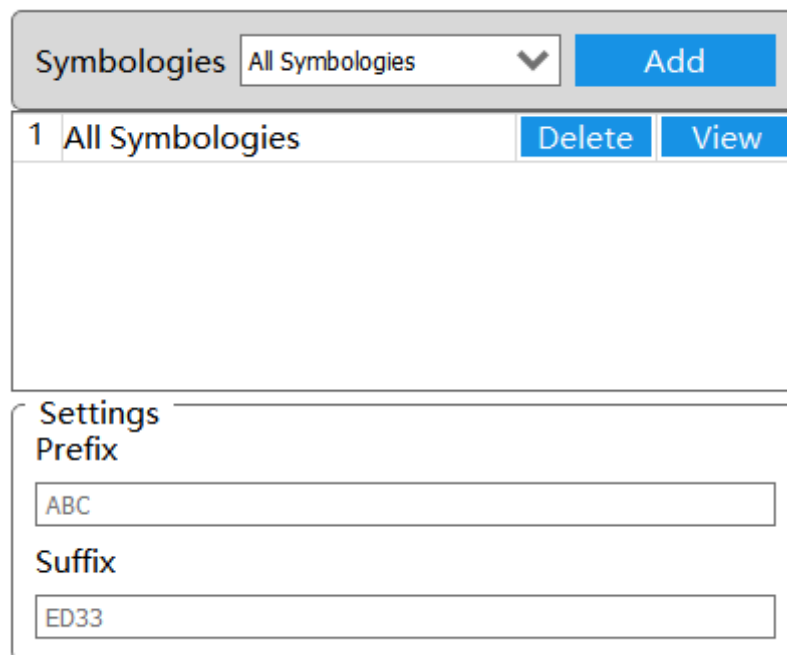 Symbologies All Symbologies Add
1 All Symbologies Delete View
Settings
Prefix
ABC
Suffix
ED33